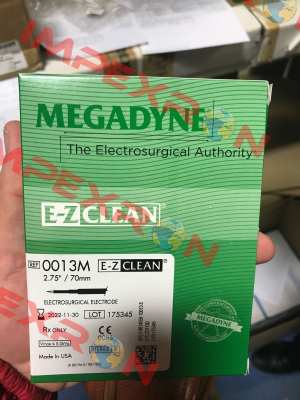 MEGADYNE
The Electrosurgical Authority
E-Z CLEAN
REF 0013M E-Z CLEAN®
2.75" / 70mm
ELECTROSURGICAL ELECTRODE
2022-11-30 LOT 175345
Rx ONLY
Made in USA
MEGADYNE
IMPEXRON